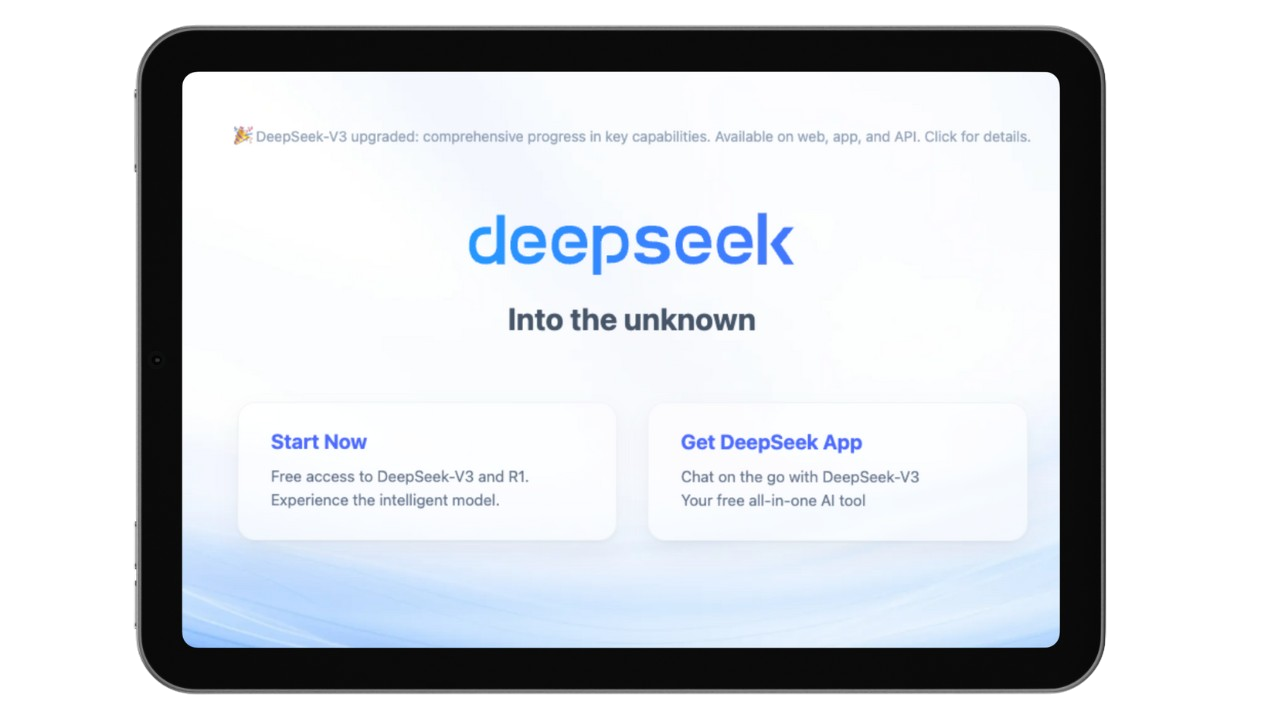 🎉 DeepSeek-V3 upgraded: comprehensive progress in key capabilities. Available on web, app, and API. Click for details.
deepseek
Into the unknown
Start Now
Free access to DeepSeek-V3 and R1.
Experience the intelligent model.
Get DeepSeek App
Chat on the go with DeepSeek-V3
Your free all-in-one AI tool